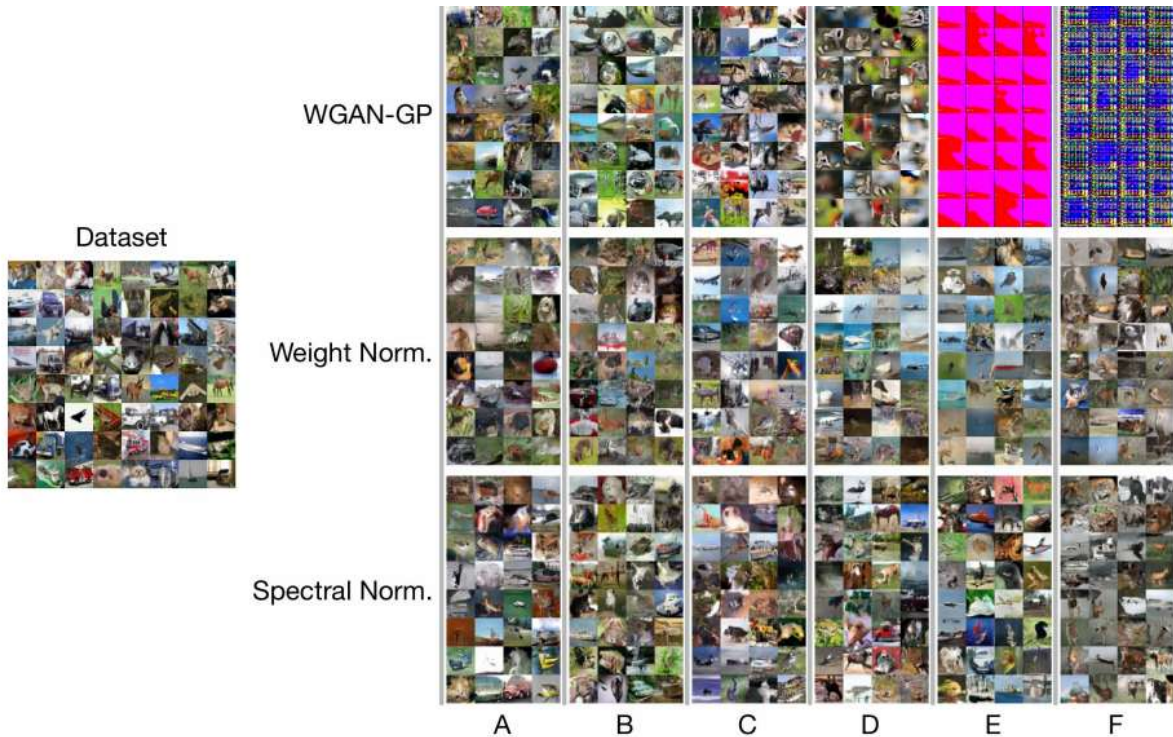 WGAN-GP
Dataset
Weight Norm.
Spectral Norm.
A B C D E F